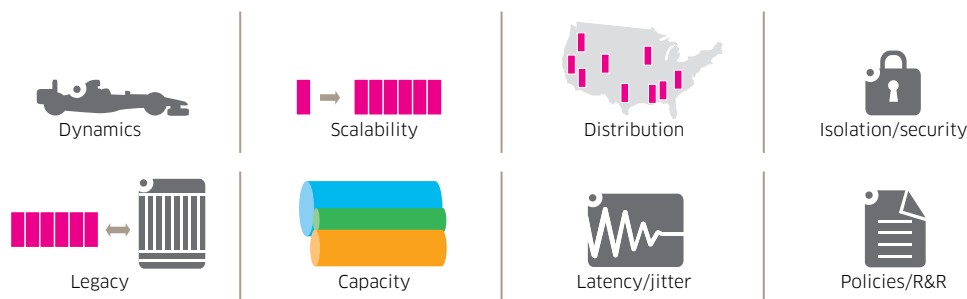 Dynamics
Scalability
Distribution
Isolation/security
Legacy
Capacity
Latency/jitter
Policies/R&R